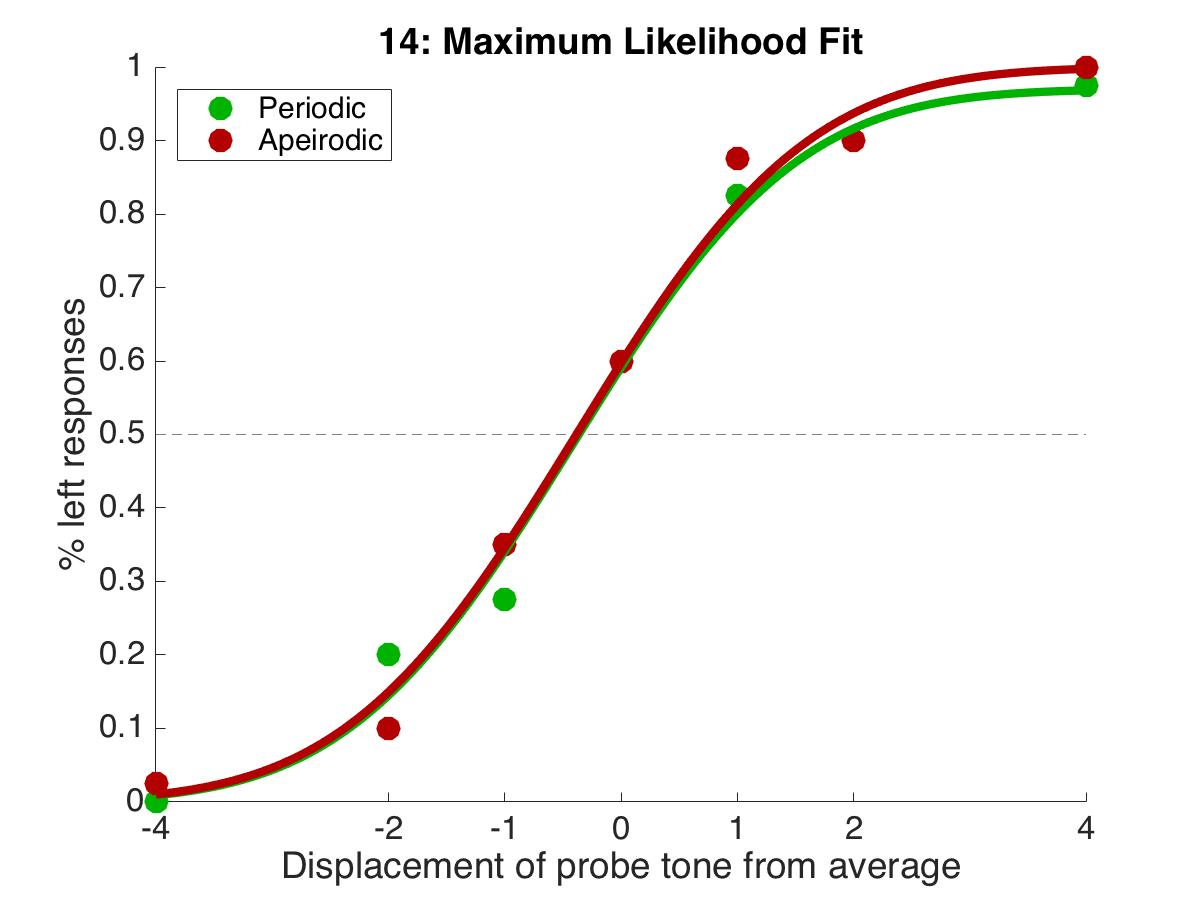 14: Maximum Likelihood Fit
1
Periodic
Apeirodic
0.9
0.8
0.7
0.6
0.5
0.4
0.3
0.2
0.1
0
% left responses
-4 -2 -1 0 1 2 4
Displacement of probe tone from average